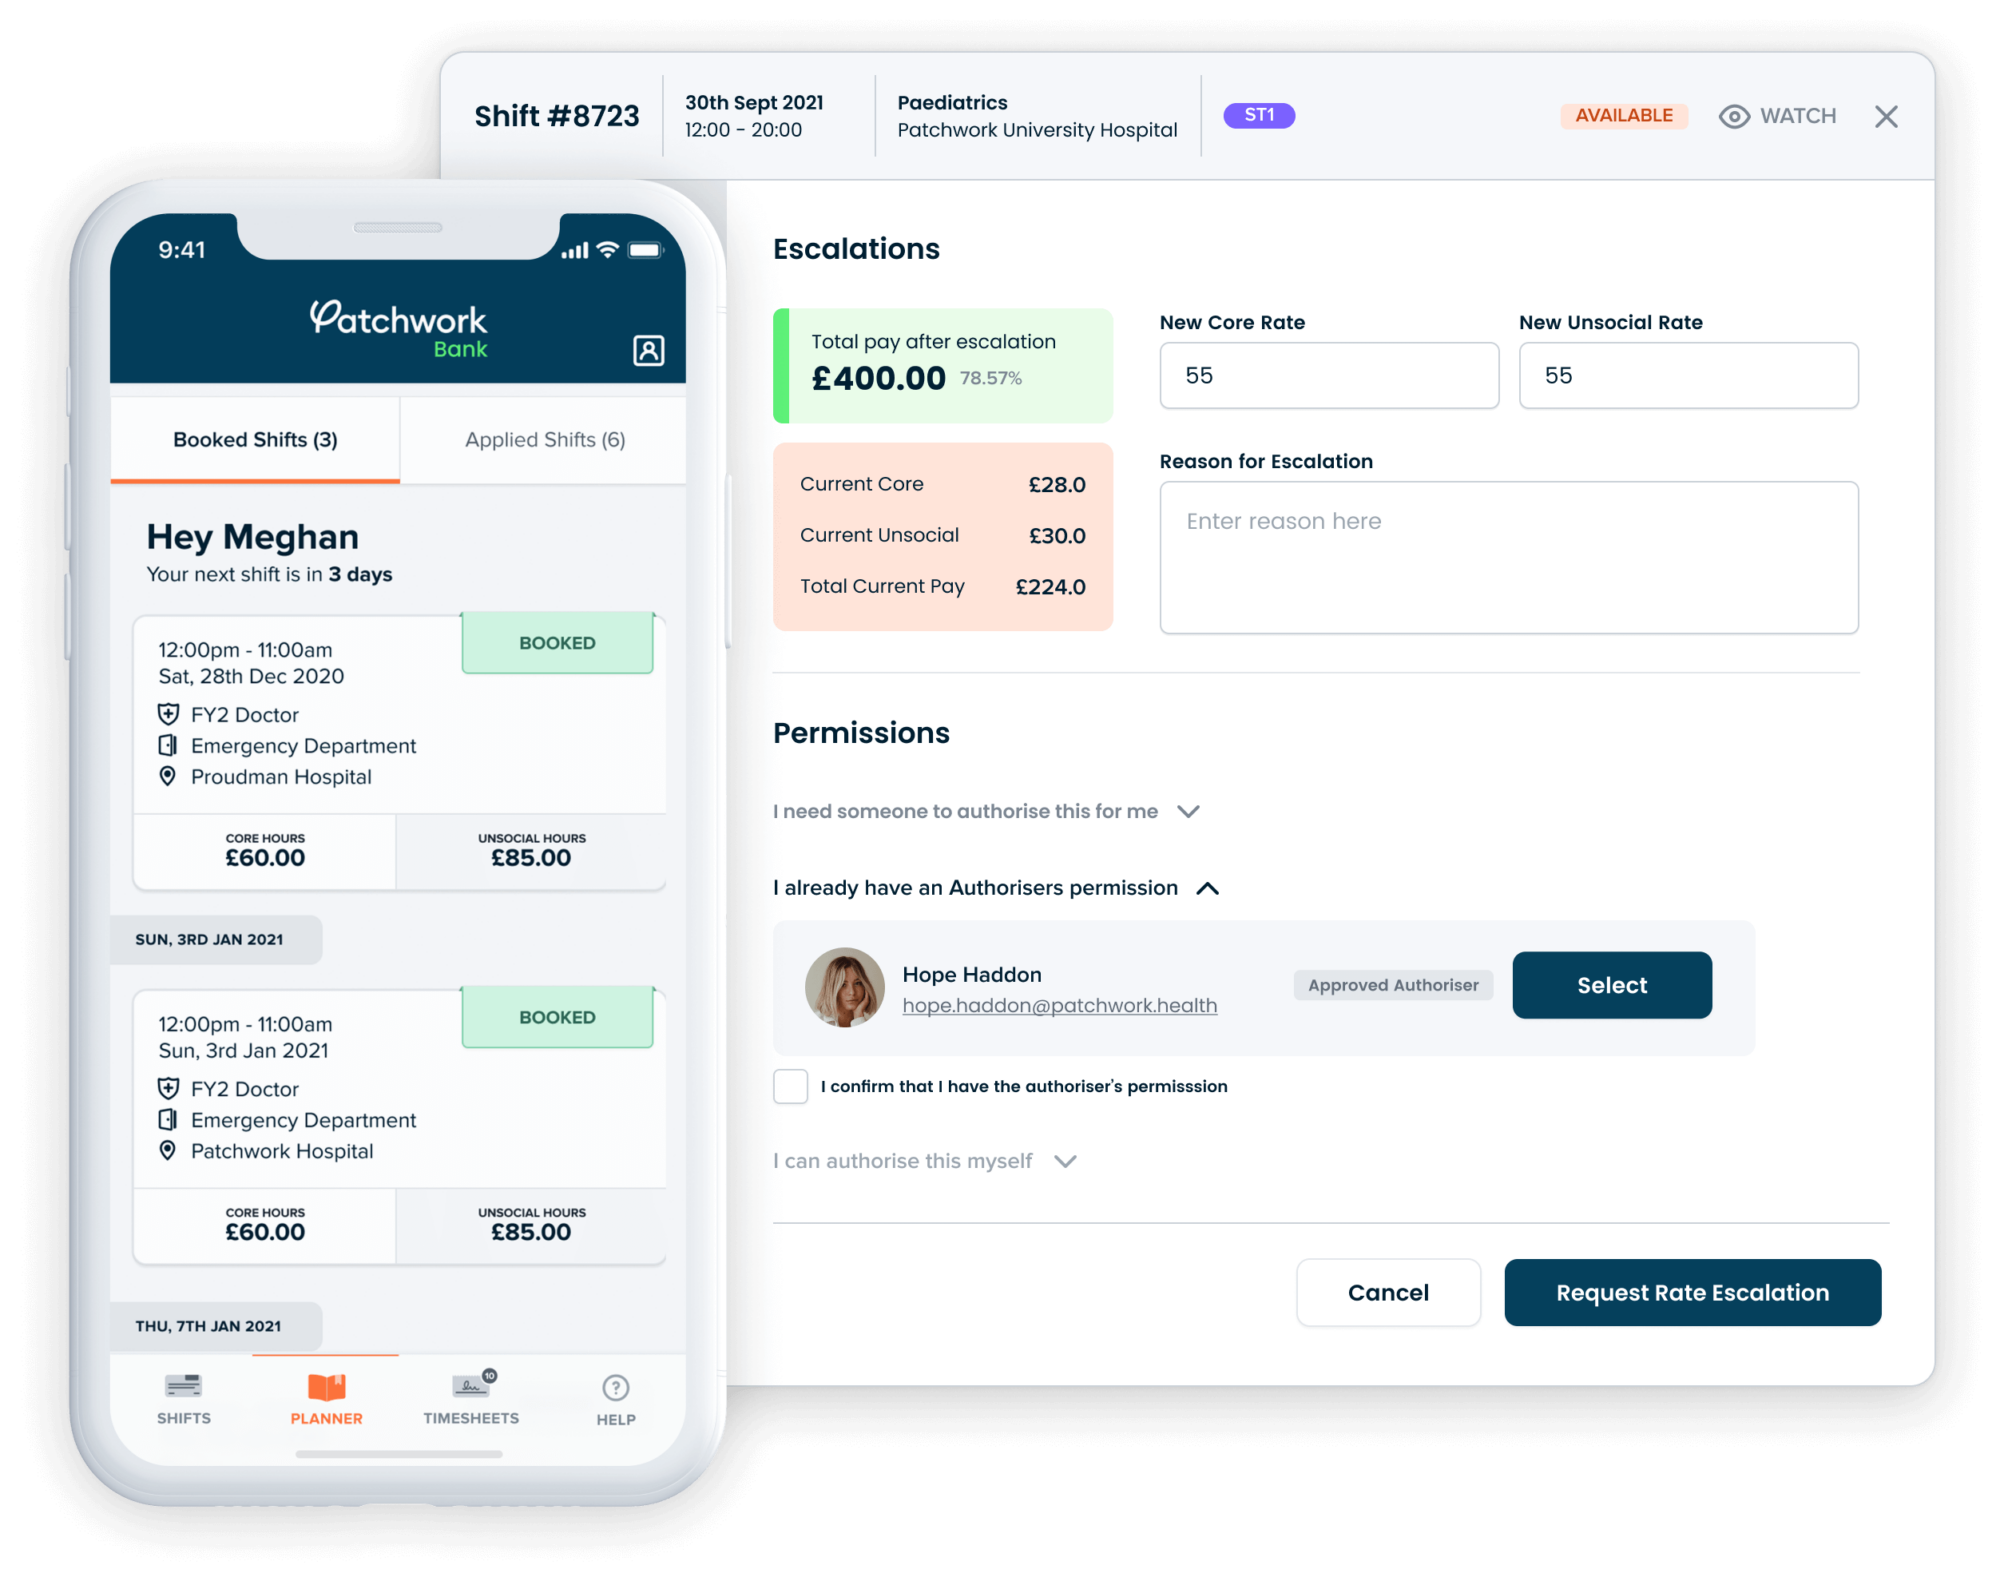 Shift #8723
30th Sept 2021
12:00 - 20:00
Paediatrics
Patchwork University Hospital
ST1
AVAILABLE
WATCH
9:41
Patchwork
Bank
Booked Shifts (3)
Applied Shifts (6)
Hey Meghan
Your next shift is in 3 days
12:00pm - 11:00am
Sat, 28th Dec 2020
BOOKED
FY2 Doctor
Emergency Department
Proudman Hospital
CORE HOURS
£60.00
UNSOCIAL HOURS
£85.00
SUN, 3RD JAN 2021
12:00pm - 11:00am
Sun, 3rd Jan 2021
BOOKED
FY2 Doctor
Emergency Department
Patchwork Hospital
CORE HOURS
£60.00
UNSOCIAL HOURS
£85.00
THU, 7TH JAN 2021
SHIFTS
PLANNER
10
TIMESHEETS
HELP
Escalations
Total pay after escalation
£400.00 78.57%
Current Core £28.0
Current Unsocial £30.0
Total Current Pay £224.0
New Core Rate
55
New Unsocial Rate
55
Reason for Escalation
Enter reason here
Permissions
I need someone to authorise this for me
I already have an Authorisers permission
Hope Haddon
hope.haddon@patchwork.health
Approved Authoriser
Select
I confirm that I have the authoriser's permisssion
I can authorise this myself
Cancel
Request Rate Escalation